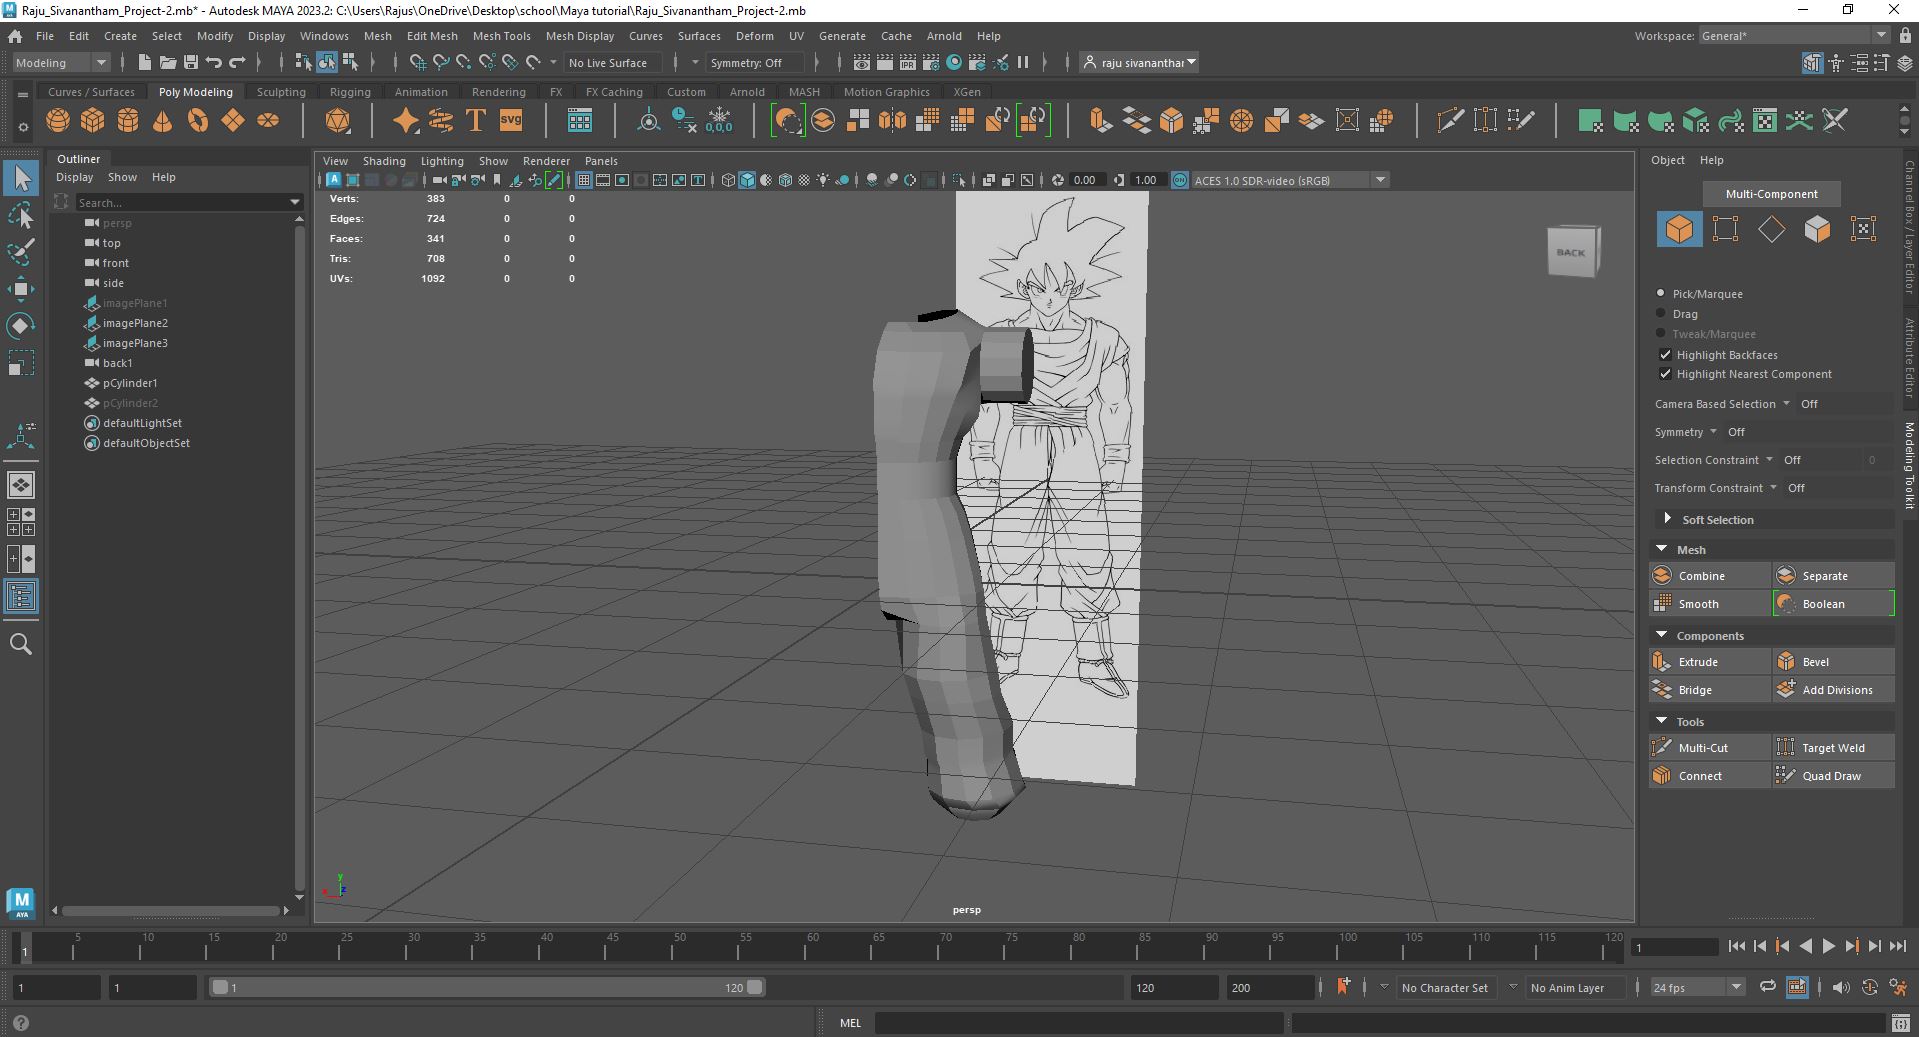 Raju_Sivanantham_Project-2.mb* - Autodesk MAYA 2023.2: C:\Users\Rajus\OneDrive\Desktop\school\Maya tutorial\Raju_Sivanantham_Project-2.mb
File Edit Create Select Modify Display Windows Mesh Edit Mesh Mesh Tools Mesh Display Curves Surfaces Deform UV Generate Cache Arnold Help
Workspace: General*
Modeling No Live Surface Symmetry: Off IPR raju sivananthar
Curves / Surfaces Poly Modeling Sculpting Rigging Animation Rendering FX FX Caching Custom Arnold MASH Motion Graphics XGen
T SVG 0,0,0
Outliner
Display Show Help
Search...
persp
top
front
side
imagePlane1
imagePlane2
imagePlane3
back1
pCylinder1
pCylinder2
defaultLightSet
defaultObjectSet
View Shading Lighting Show Renderer Panels
0.00 1.00 ACES 1.0 SDR-video (sRGB)
Verts: 383 0 0
Edges: 724 0 0
Faces: 341 0 0
Tris: 708 0 0
UVs: 1092 0 0
BACK
y
x z
persp
Object Help
Multi-Component
Pick/Marquee
Drag
Tweak/Marquee
Highlight Backfaces
Highlight Nearest Component
Camera Based Selection Off
Symmetry Off
Selection Constraint Off 0
Transform Constraint Off
Soft Selection
Mesh
Combine Separate
Smooth Boolean
Components
Extrude Bevel
Bridge Add Divisions
Tools
Multi-Cut Target Weld
Connect Quad Draw
Channel Box / Layer Editor
Attribute Editor
Modeling Toolkit
M
AYA
1 5 10 15 20 25 30 35 40 45 50 55 60 65 70 75 80 85 90 95 100 105 110 115 120 1
1 1 1 120 120 200 No Character Set No Anim Layer 24 fps
MEL